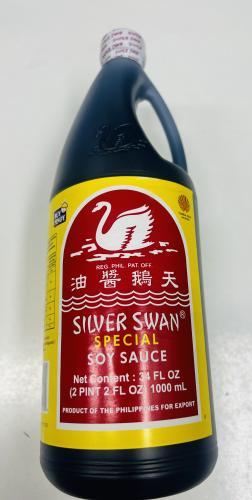 REG. PHIL. PAT. OFF.
油 醬 鵝 天
SILVER SWAN®
SPECIAL
SOY SAUCE
Net Content : 34 FL OZ
(2 PINT 2 FL OZ) 1000 mL
PRODUCT OF THE PHILIPPINES FOR EXPORT